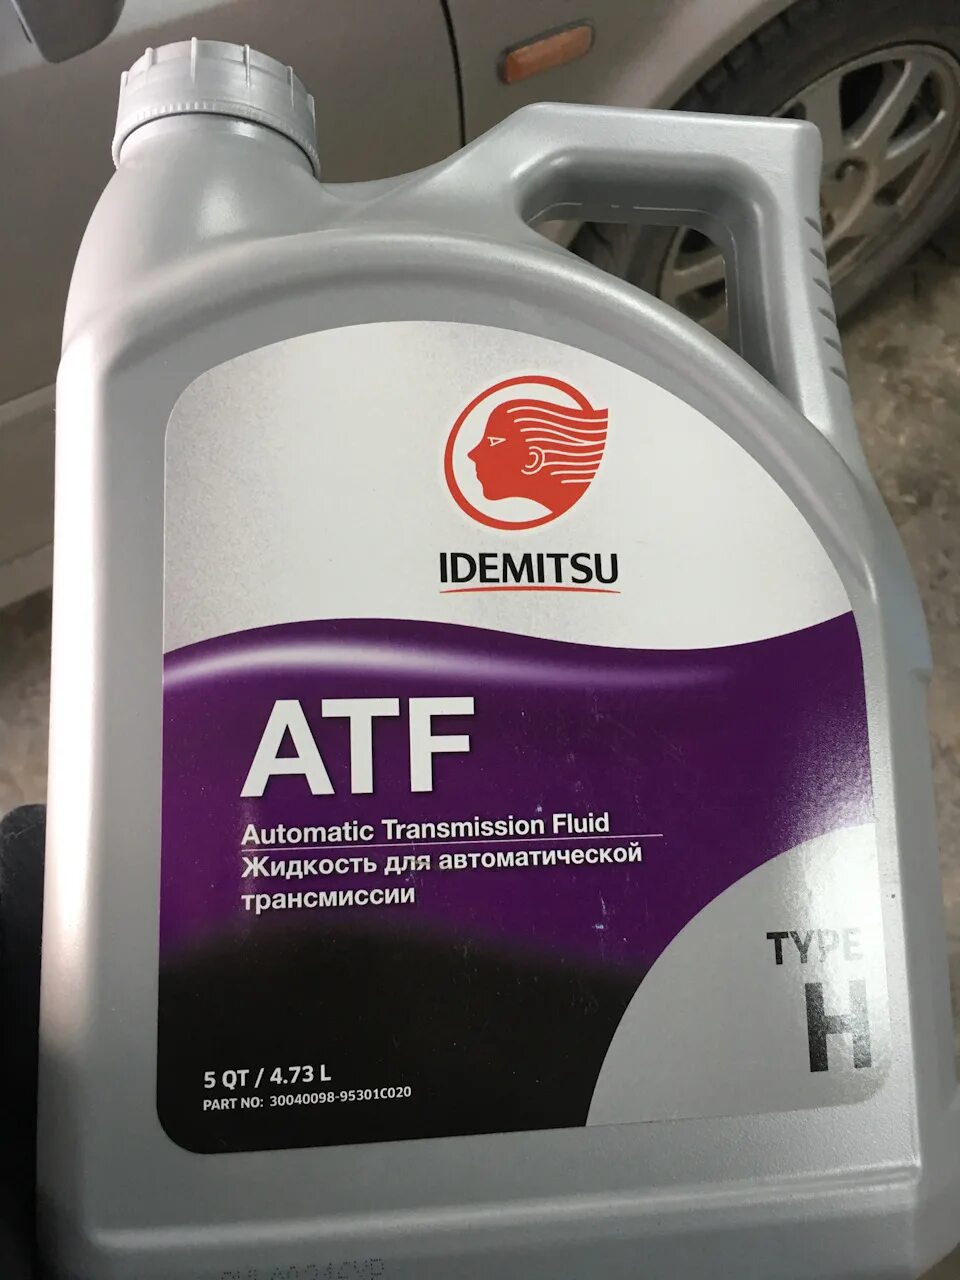 IDEMITSU
ATF
Automatic Transmission Fluid
Жидкость для автоматической
трансмиссии
TYPE
H
5 QT / 4.73 L
PART NO: 30040098-95301C020